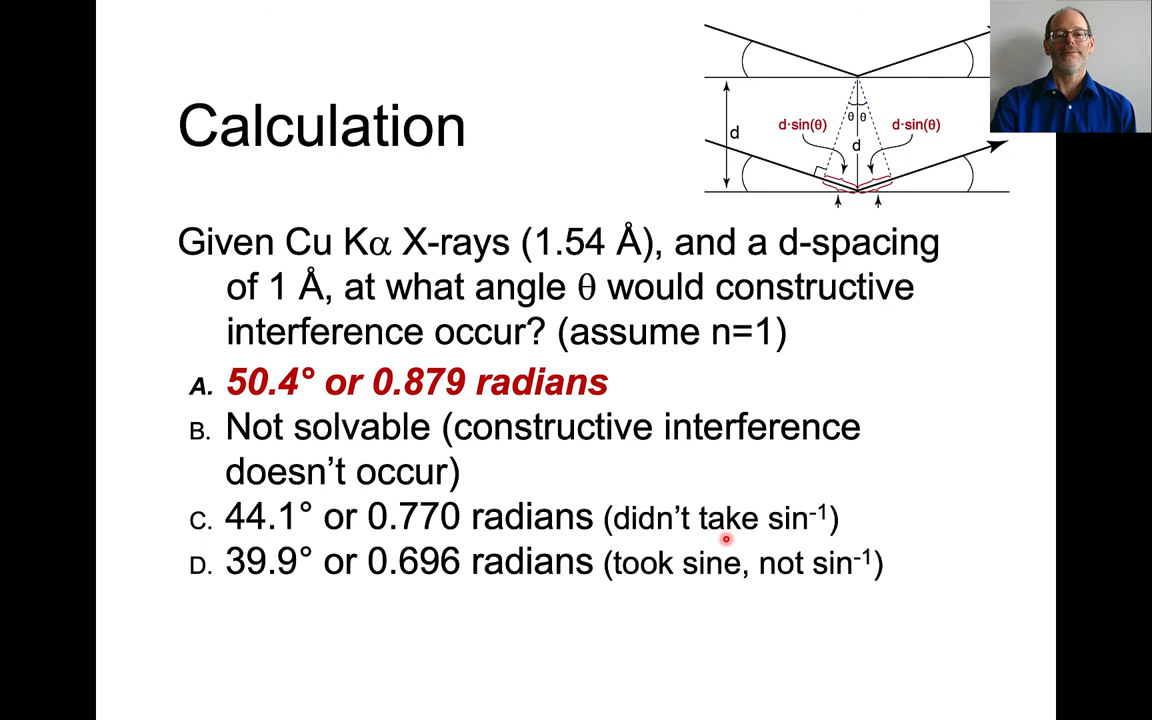 Calculation
d
θ θ
d·sin(θ)
d·sin(θ)
d
Given Cu Kα X-rays (1.54 Å), and a d-spacing
of 1 Å, at what angle θ would constructive
interference occur? (assume n=1)
A. 50.4° or 0.879 radians
B. Not solvable (constructive interference
doesn’t occur)
C. 44.1° or 0.770 radians (didn’t take sin⁻¹)
D. 39.9° or 0.696 radians (took sine, not sin⁻¹)